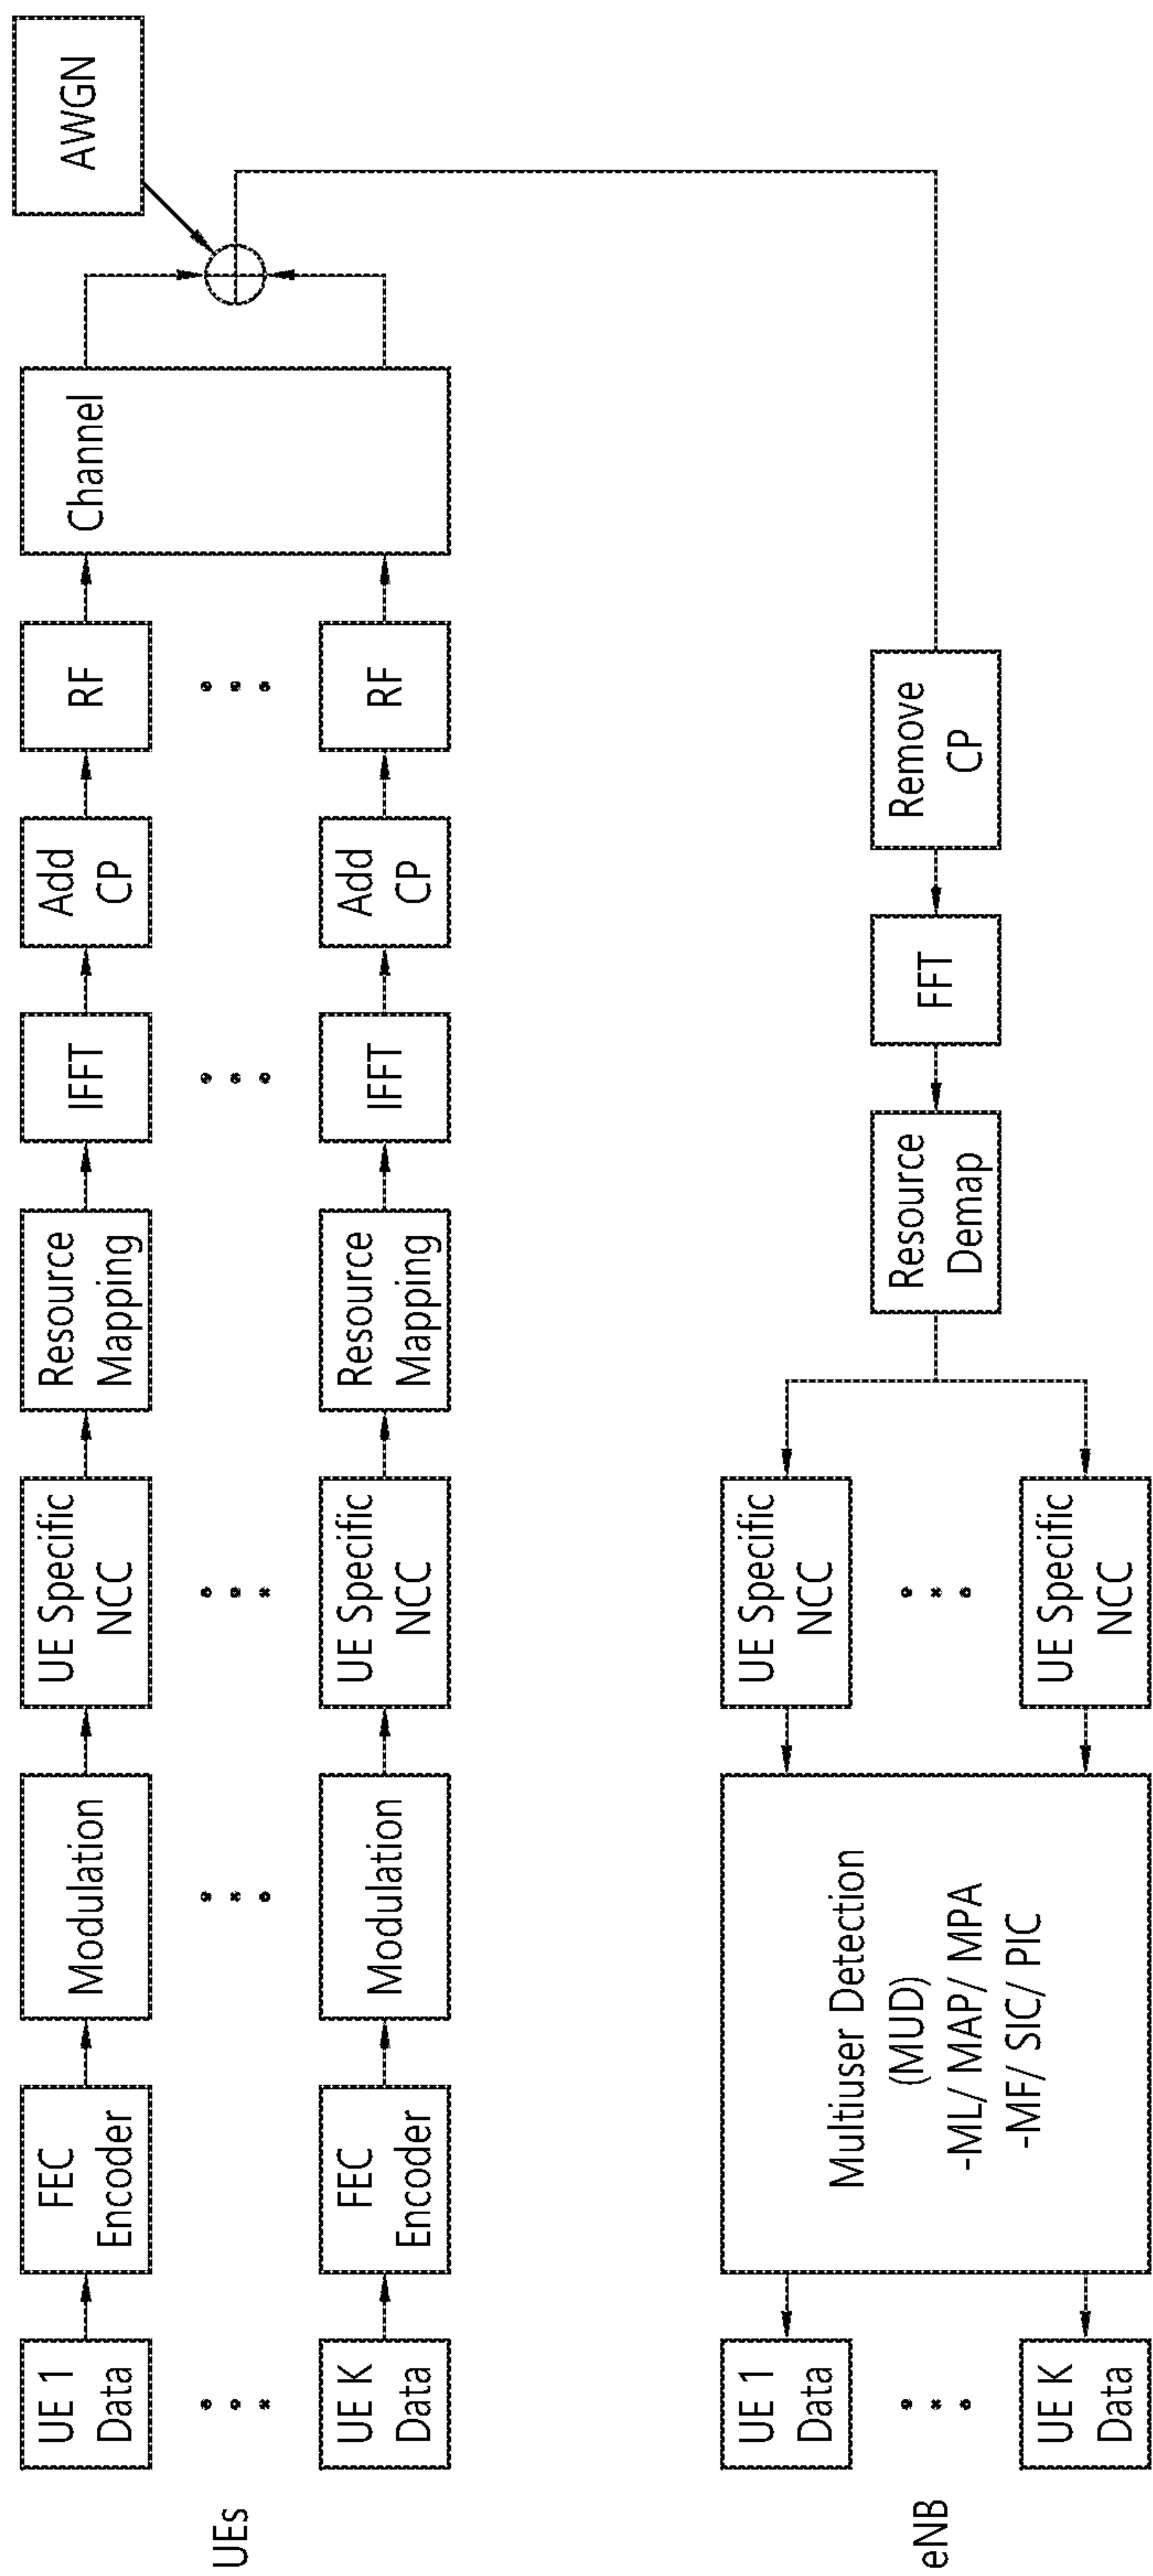 UEs
UE 1
Data
FEC
Encoder
Modulation
UE Specific
NCC
Resource
Mapping
IFFT
Add
CP
RF
Channel
AWGN
UE K
Data
FEC
Encoder
Modulation
UE Specific
NCC
Resource
Mapping
IFFT
Add
CP
RF
eNB
UE 1
Data
Multiuser Detection
(MUD)
-ML/ MAP/ MPA
-MF/ SIC/ PIC
UE Specific
NCC
Resource
Demap
FFT
Remove
CP
UE K
Data
UE Specific
NCC